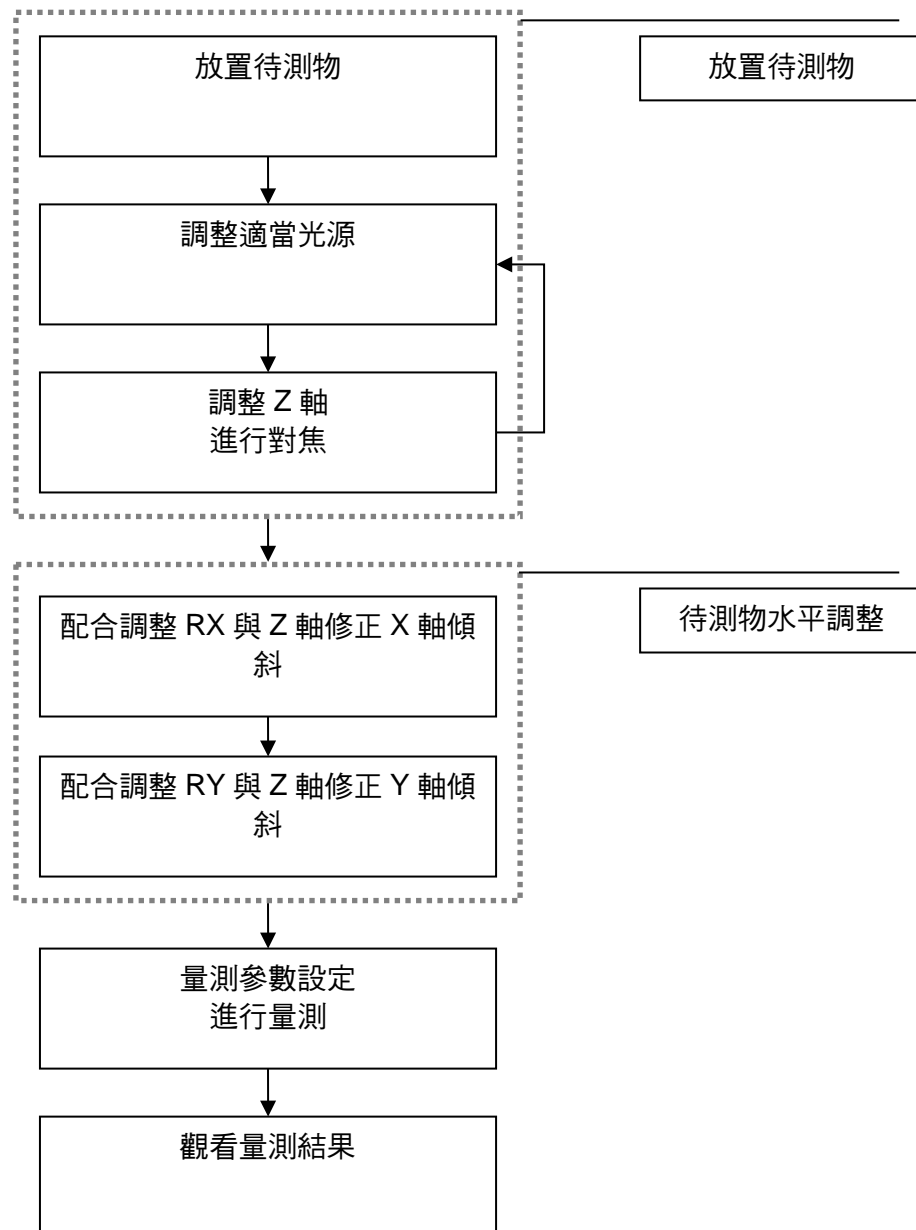 放置待測物
放置待測物
調整適當光源
調整 Z 軸
進行對焦
配合調整 RX 與 Z 軸修正 X 軸傾
斜
待測物水平調整
配合調整 RY 與 Z 軸修正 Y 軸傾
斜
量測參數設定
進行量測
觀看量測結果